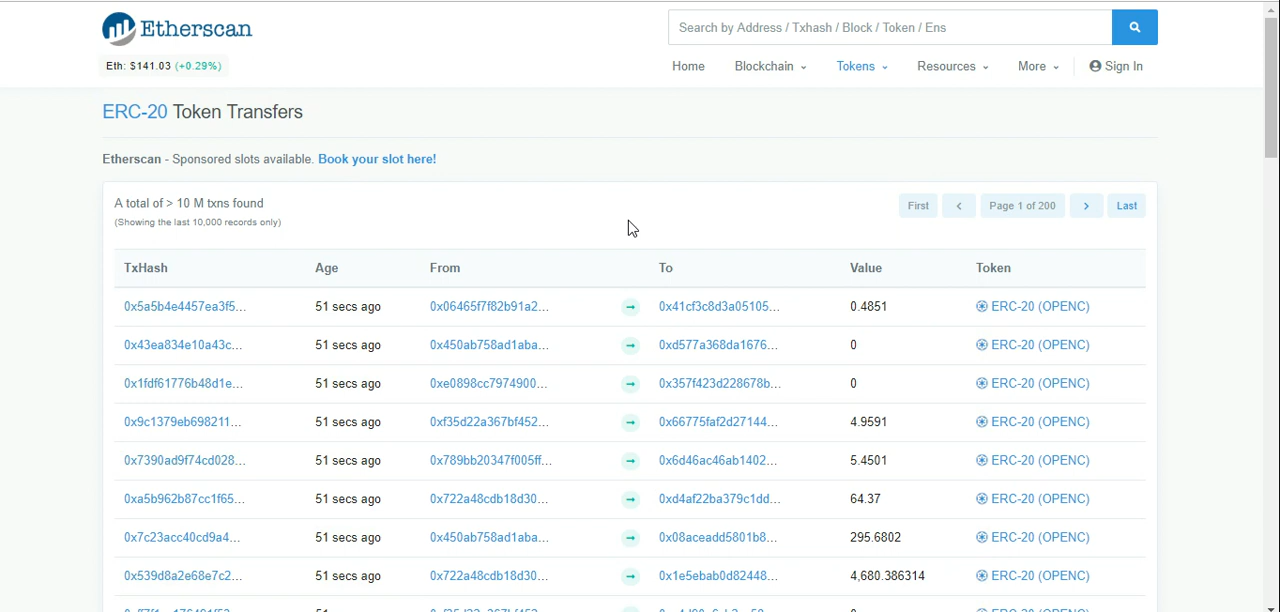 Etherscan
Search by Address / Txhash / Block / Token / Ens
Eth: $141.03 (+0.29%)
Home Blockchain Tokens Resources More Sign In
ERC-20 Token Transfers
Etherscan - Sponsored slots available. Book your slot here!
A total of > 10 M txns found
(Showing the last 10,000 records only)
First Page 1 of 200 Last
TxHash Age From To Value Token
0x5a5b4e4457ea3f5... 51 secs ago 0x06465f7f82b91a2... 0x41cf3c8d3a05105... 0.4851 ERC-20 (OPENC)
0x43ea834e10a43c... 51 secs ago 0x450ab758ad1aba... 0xd577a368da1676... 0 ERC-20 (OPENC)
0x1fdf61776b48d1e... 51 secs ago 0xe0898cc7974900... 0x357f423d228678b... 0 ERC-20 (OPENC)
0x9c1379eb698211... 51 secs ago 0xf35d22a367bf452... 0x66775faf2d27144... 4.9591 ERC-20 (OPENC)
0x7390ad9f74cd028... 51 secs ago 0x789bb20347f005ff... 0x6d46ac46ab1402... 5.4501 ERC-20 (OPENC)
0xa5b962b87cc1f65... 51 secs ago 0x722a48cdb18d30... 0xd4af22ba379c1dd... 64.37 ERC-20 (OPENC)
0x7c23acc40cd9a4... 51 secs ago 0x450ab758ad1aba... 0x08aceadd5801b8... 295.6802 ERC-20 (OPENC)
0x539d8a2e68e7c2... 51 secs ago 0x722a48cdb18d30... 0x1e5ebab0d82448... 4,680.386314 ERC-20 (OPENC)